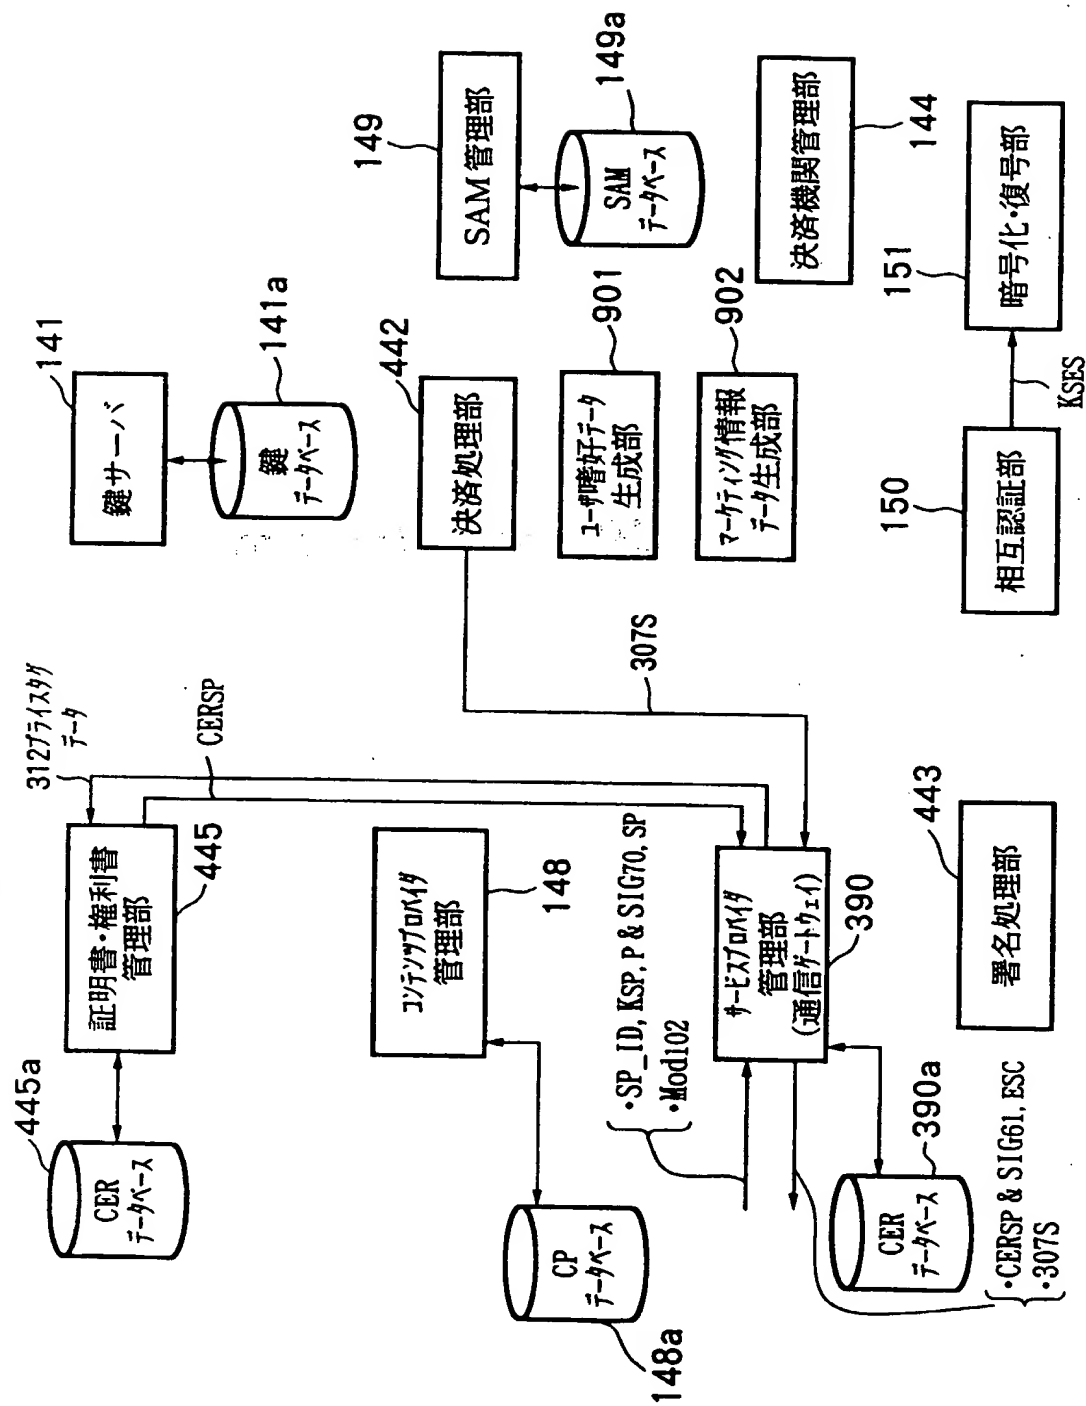 445a
CER
データベース
証明書・権利書
管理部
445
312プライスタグ
データ
CERSP
鍵サーバ
141
鍵
データベース
141a
148a
CP
データベース
コンテンツプロバイダ
管理部
148
決済処理部
442
SAM管理部
149
SAM
データベース
149a
ユーザ嗜好データ
生成部
901
マーケティング情報
データ生成部
902
307S
・SP_ID, KSP, P & SIG70, SP
・Mod102
サービスプロバイダ
管理部
(通信ゲートウェイ)
390
CER
データベース
390a
・CERSP & SIG61, ESC
・307S
署名処理部
443
決済機関管理部
144
相互認証部
150
KSES
暗号化・復号部
151